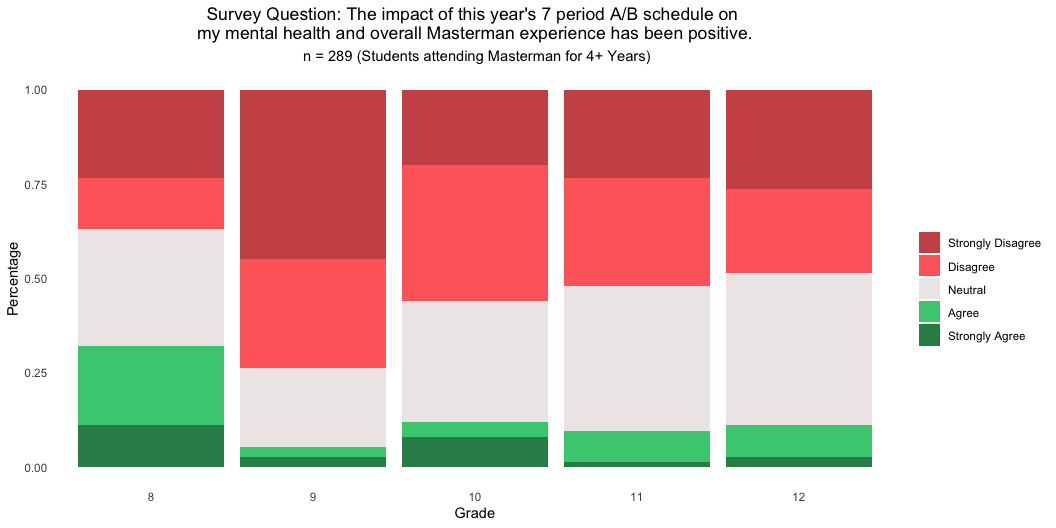 Survey Question: The impact of this year's 7 period A/B schedule on
my mental health and overall Masterman experience has been positive.
n = 289 (Students attending Masterman for 4+ Years)
1.00
0.75
0.50
0.25
0.00
Percentage
8
9
10
11
12
Grade
Strongly Disagree
Disagree
Neutral
Agree
Strongly Agree